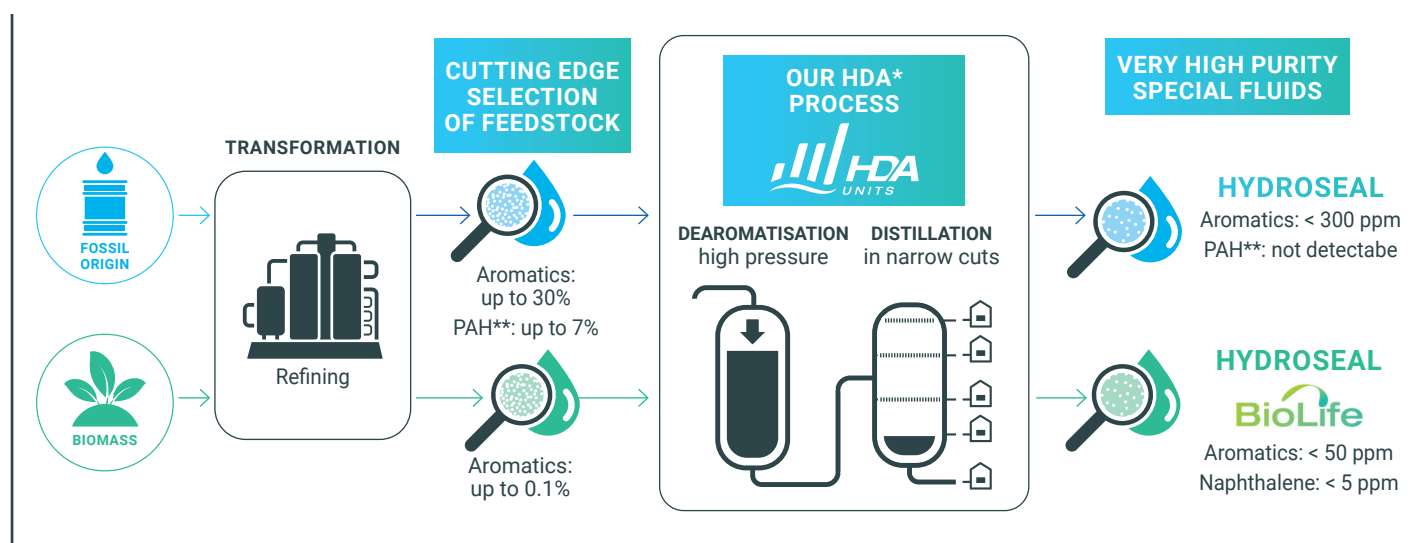 CUTTING EDGE
SELECTION
OF FEEDSTOCK
OUR HDA*
PROCESS
HDA
UNITS
VERY HIGH PURITY
SPECIAL FLUIDS
TRANSFORMATION
FOSSIL
ORIGIN
Refining
BIOMASS
Aromatics:
up to 30%
PAH**: up to 7%
Aromatics:
up to 0.1%
DEAROMATISATION
high pressure
DISTILLATION
in narrow cuts
HYDROSEAL
Aromatics: < 300 ppm
PAH**: not detectabe
HYDROSEAL
BioLife
Aromatics: < 50 ppm
Naphthalene: < 5 ppm